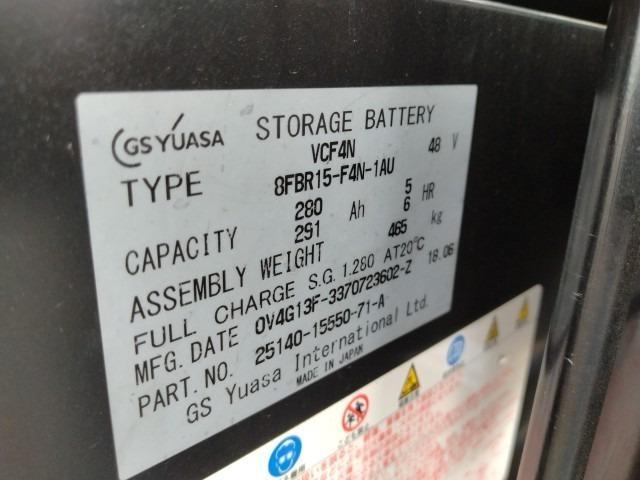 GS YUASA STORAGE BATTERY
VCF4N 48 V
TYPE 8FBR15-F4N-1AU
280 5
CAPACITY Ah HR
291 6
ASSEMBLY WEIGHT 465 kg
FULL CHARGE S.G. 1.280 AT20℃
MFG. DATE 0V4G13F-3370723602-Z 18.06
PART. NO. 25140-15550-71-A
GS Yuasa International Ltd.
MADE IN JAPAN